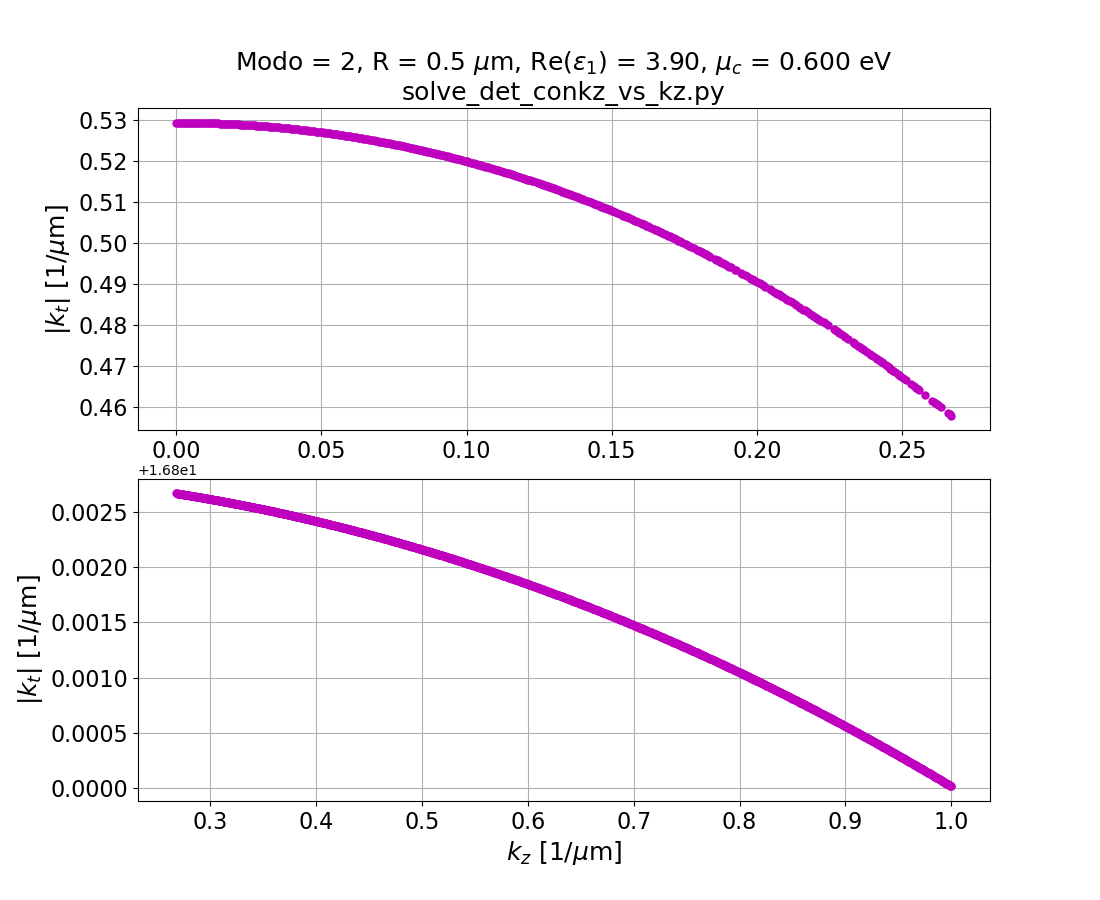 Modo = 2, R = 0.5 μm, Re(ε₁) = 3.90, μ_c = 0.600 eV
solve_det_conkz_vs_kz.py
|k_t| [1/μm]
0.53
0.52
0.51
0.50
0.49
0.48
0.47
0.46
0.00 0.05 0.10 0.15 0.20 0.25
+1.68e1
|k_t| [1/μm]
0.0025
0.0020
0.0015
0.0010
0.0005
0.0000
0.3 0.4 0.5 0.6 0.7 0.8 0.9 1.0
k_z [1/μm]